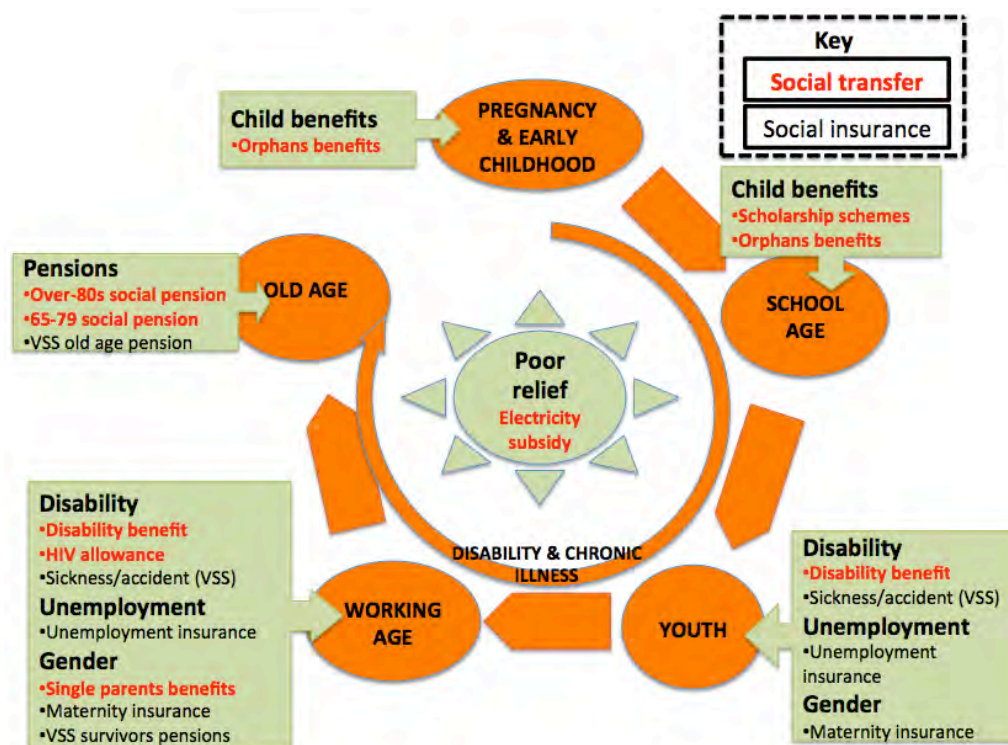 Key
Social transfer
Social insurance
Child benefits
•Orphans benefits
PREGNANCY
& EARLY
CHILDHOOD
Child benefits
•Scholarship schemes
•Orphans benefits
Pensions
•Over-80s social pension
•65-79 social pension
•VSS old age pension
OLD AGE
SCHOOL
AGE
Poor
relief
Electricity
subsidy
DISABILITY & CHRONIC
ILLNESS
Disability
•Disability benefit
•HIV allowance
•Sickness/accident (VSS)
Unemployment
•Unemployment insurance
Gender
•Single parents benefits
•Maternity insurance
•VSS survivors pensions
WORKING
AGE
YOUTH
Disability
•Disability benefit
•Sickness/accident (VSS)
Unemployment
•Unemployment
insurance
Gender
•Maternity insurance